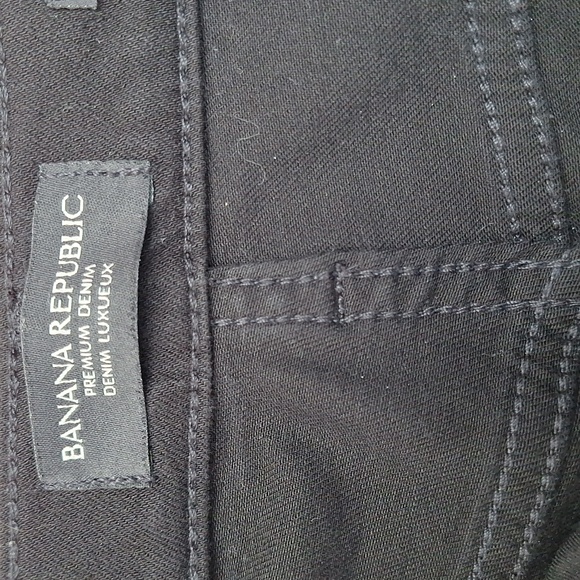 BANANA REPUBLIC
PREMIUM DENIM
DENIM LUXUEUX